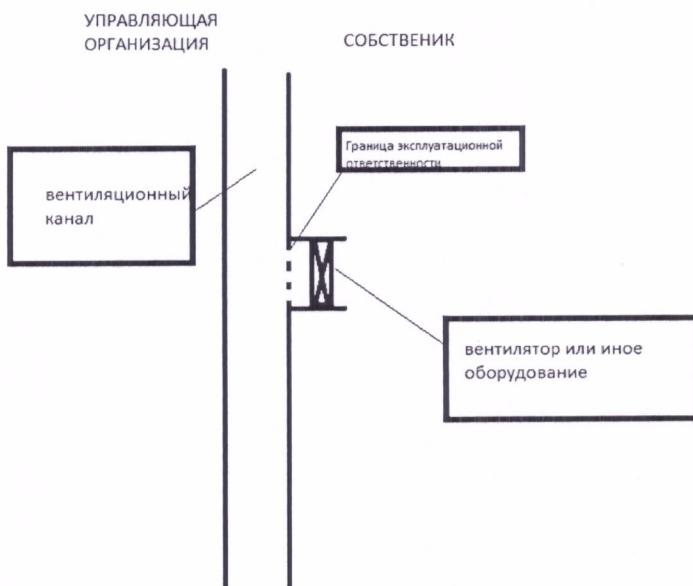 УПРАВЛЯЮЩАЯ
ОРГАНИЗАЦИЯ
СОБСТВЕНИК
Граница эксплуатационной
ответственности
вентиляционный
канал
вентилятор или иное
оборудование